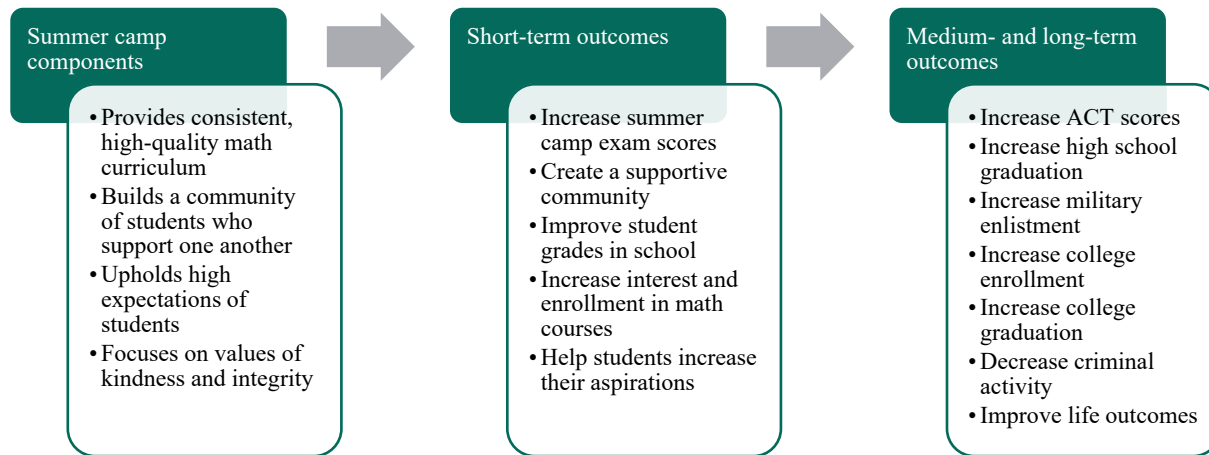 Summer camp
components
• Provides consistent,
high-quality math
curriculum
• Builds a community
of students who
support one another
• Upholds high
expectations of
students
• Focuses on values of
kindness and integrity
Short-term outcomes
• Increase summer
camp exam scores
• Create a supportive
community
• Improve student
grades in school
• Increase interest and
enrollment in math
courses
• Help students increase
their aspirations
Medium- and long-term
outcomes
• Increase ACT scores
• Increase high school
graduation
• Increase military
enlistment
• Increase college
enrollment
• Increase college
graduation
• Decrease criminal
activity
• Improve life outcomes